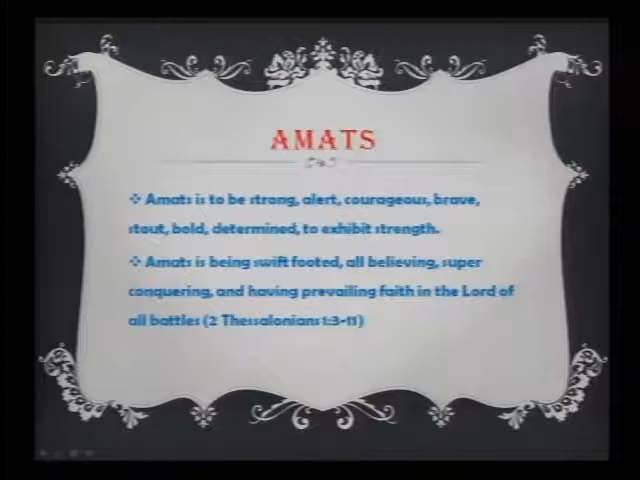 AMATS
❖ Amats is to be strong, alert, courageous, brave,
stout, bold, determined, to exhibit strength.
❖ Amats is being swift footed, all believing, super
conquering, and having prevailing faith in the Lord of
all battles (2 Thessalonians 1:3-11)